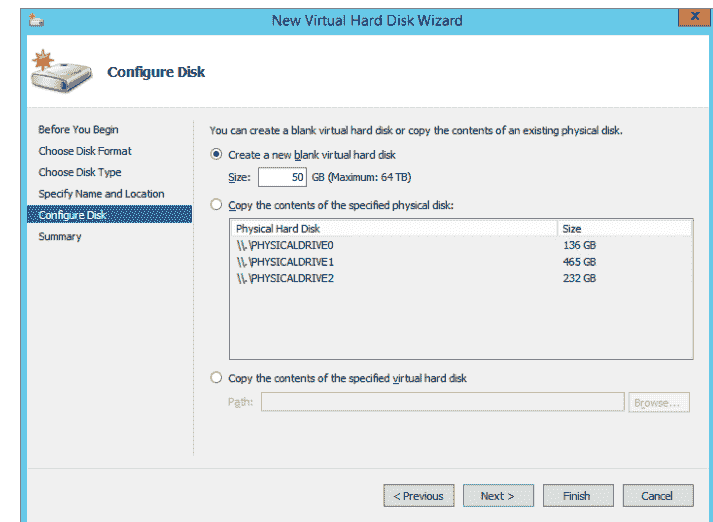 New Virtual Hard Disk Wizard
x
Configure Disk
Before You Begin
Choose Disk Format
Choose Disk Type
Specify Name and Location
Configure Disk
Summary
You can create a blank virtual hard disk or copy the contents of an existing physical disk.
Create a new blank virtual hard disk
Size: 50 GB (Maximum: 64 TB)
Copy the contents of the specified physical disk:
Physical Hard Disk Size
\\.\PHYSICALDRIVE0 136 GB
\\.\PHYSICALDRIVE1 465 GB
\\.\PHYSICALDRIVE2 232 GB
Copy the contents of the specified virtual hard disk
Path: Browse...
< Previous Next > Finish Cancel